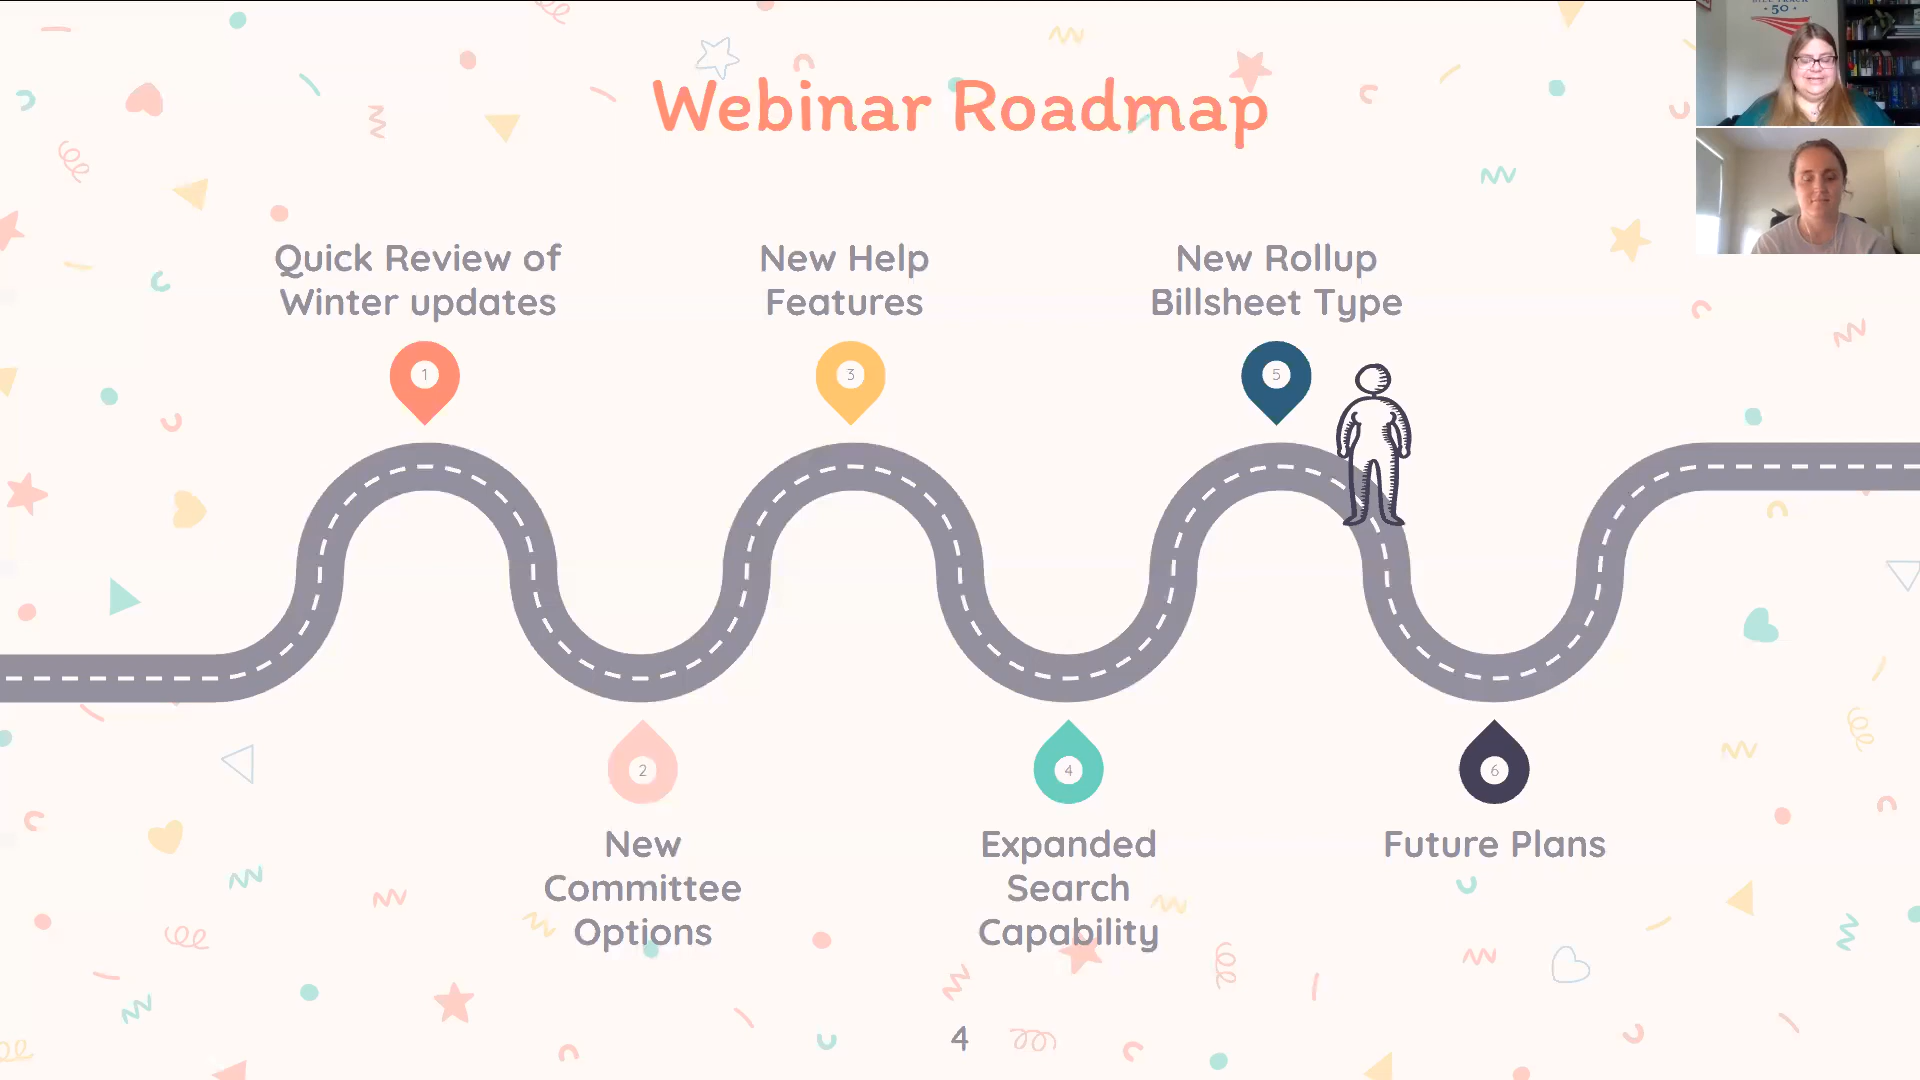 Webinar Roadmap
Quick Review of
Winter updates
New Help
Features
New Rollup
Billsheet Type
1
3
5
2
4
6
New
Committee
Options
Expanded
Search
Capability
Future Plans
4
50